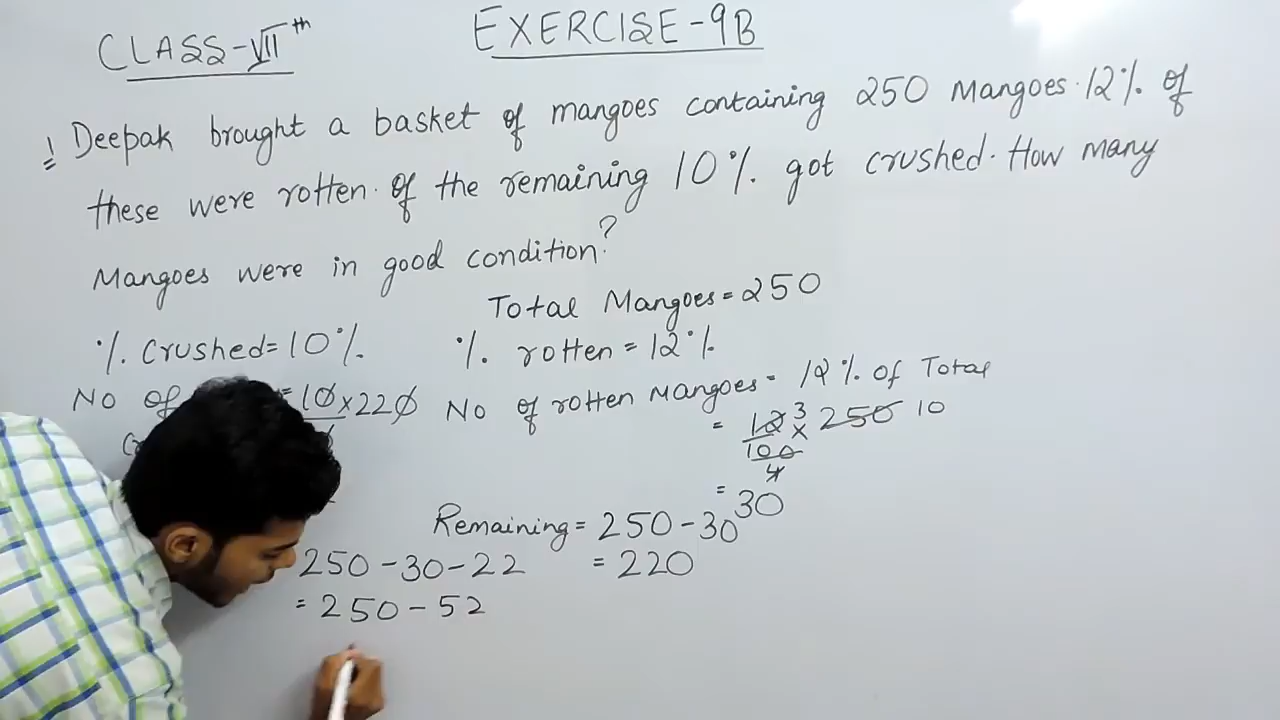 CLASS-VIIth
EXERCISE-9B
1 Deepak brought a basket of mangoes containing 250 Mangoes. 12% of
these were rotten. Of the remaining 10% got crushed. How many
Mangoes were in good condition?
Total Mangoes = 250
% Crushed = 10%
% rotten = 12%
No of = 10 × 220
No of rotten Mangoes = 12% of Total
= 12 3 × 250 10
100
4
= 30
Remaining = 250 - 30
= 220
250 - 30 - 22
= 250 - 52